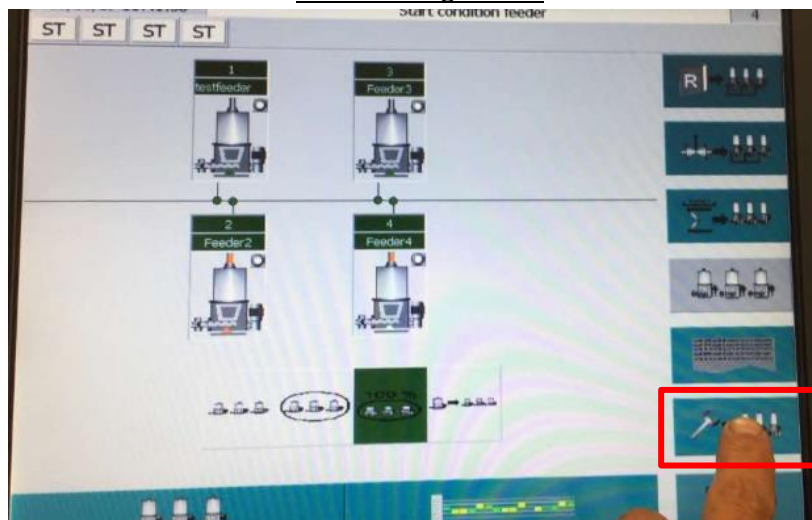 Start condition feeder
4
ST ST ST ST
1
testfeeder
3
Feeder3
R
2
Feeder2
4
Feeder4
100 %